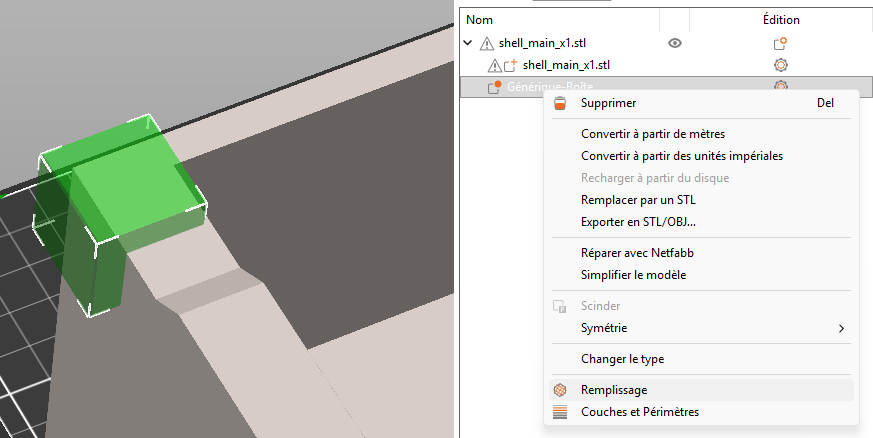 Nom
Édition
shell_main_x1.stl
shell_main_x1.stl
Générique-Boîte
Supprimer Del
Convertir à partir de mètres
Convertir à partir des unités impériales
Recharger à partir du disque
Remplacer par un STL
Exporter en STL/OBJ...
Réparer avec Netfabb
Simplifier le modèle
Scinder
Symétrie
Changer le type
Remplissage
Couches et Périmètres